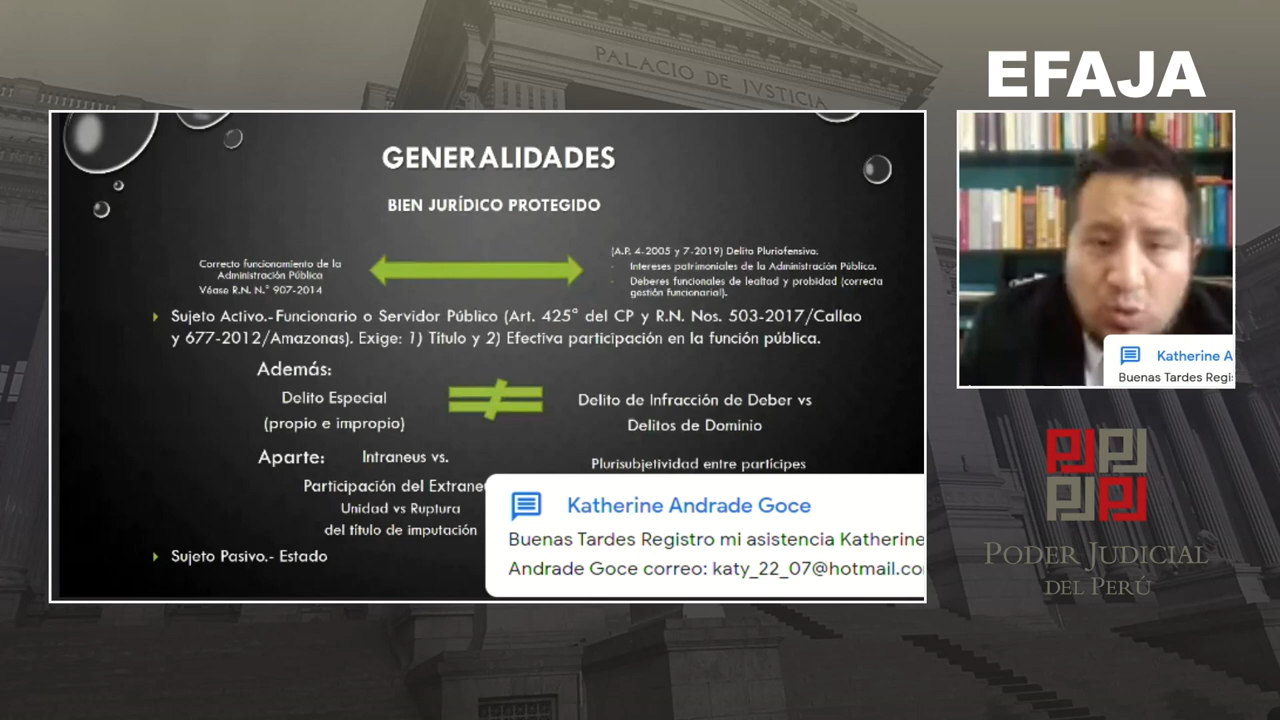 PALACIO DE JUSTICIA
EFAJA
GENERALIDADES
BIEN JURÍDICO PROTEGIDO
Correcto funcionamiento de la
Administración Pública
Véase R.N. N.° 907-2014
(A.P. 4-2005 y 7-2019) Delito Pluriofensivo:
Intereses patrimoniales de la Administración Pública.
Deberes funcionales de lealtad y probidad (correcta
gestión funcionarial).
Sujeto Activo.-Funcionario o Servidor Público (Art. 425° del CP y R.N. Nos. 503-2017/Callao
y 677-2012/Amazonas). Exige: 1) Título y 2) Efectiva participación en la función pública.
Además:
Delito Especial
(propio e impropio)
Delito de Infracción de Deber vs
Delitos de Dominio
Aparte: Intraneus vs.
Participación del Extraneu
Unidad vs Ruptura
del título de imputación
Plurisubjetividad entre partícipes
Sujeto Pasivo.- Estado
Katherine Andrade Goce
Buenas Tardes Registro mi asistencia Katherine
Andrade Goce correo: katy_22_07@hotmail.co
Katherine A
Buenas Tardes Regi
PJ PJ
PJ PJ
PODER JUDICIAL
DEL PERÚ